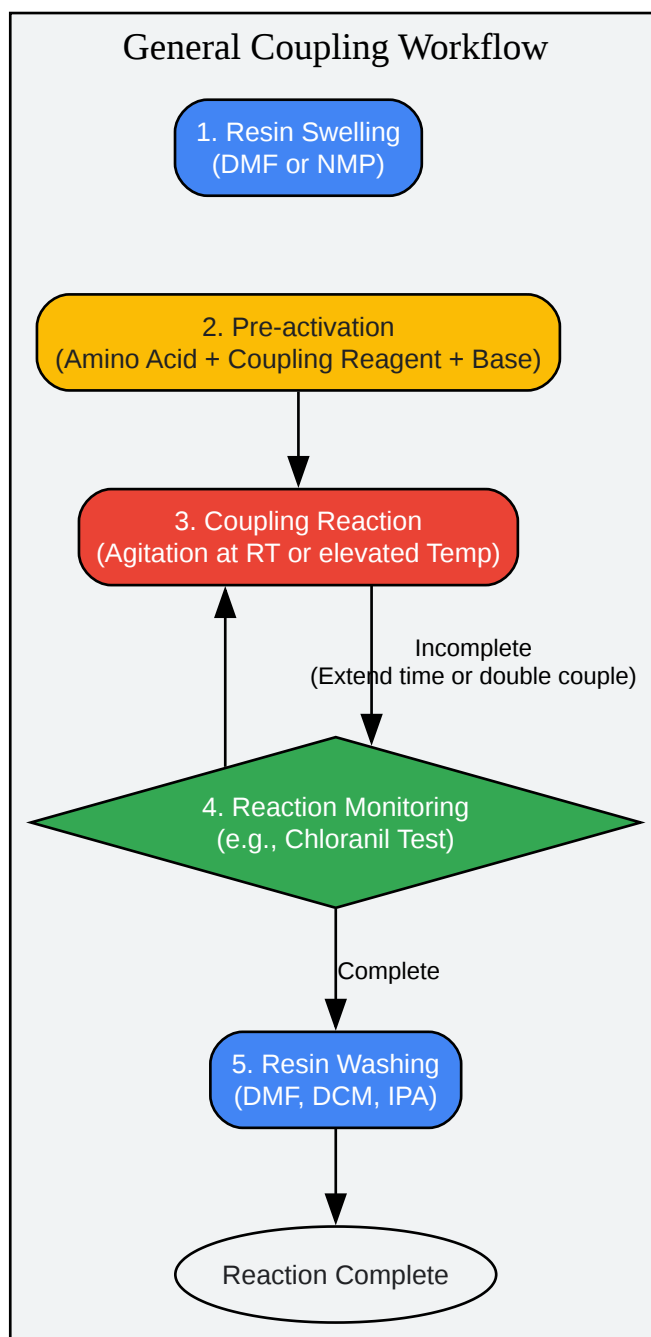 General Coupling Workflow
1. Resin Swelling
(DMF or NMP)
2. Pre-activation
(Amino Acid + Coupling Reagent + Base)
3. Coupling Reaction
(Agitation at RT or elevated Temp)
Incomplete
(Extend time or double couple)
4. Reaction Monitoring
(e.g., Chloranil Test)
Complete
5. Resin Washing
(DMF, DCM, IPA)
Reaction Complete